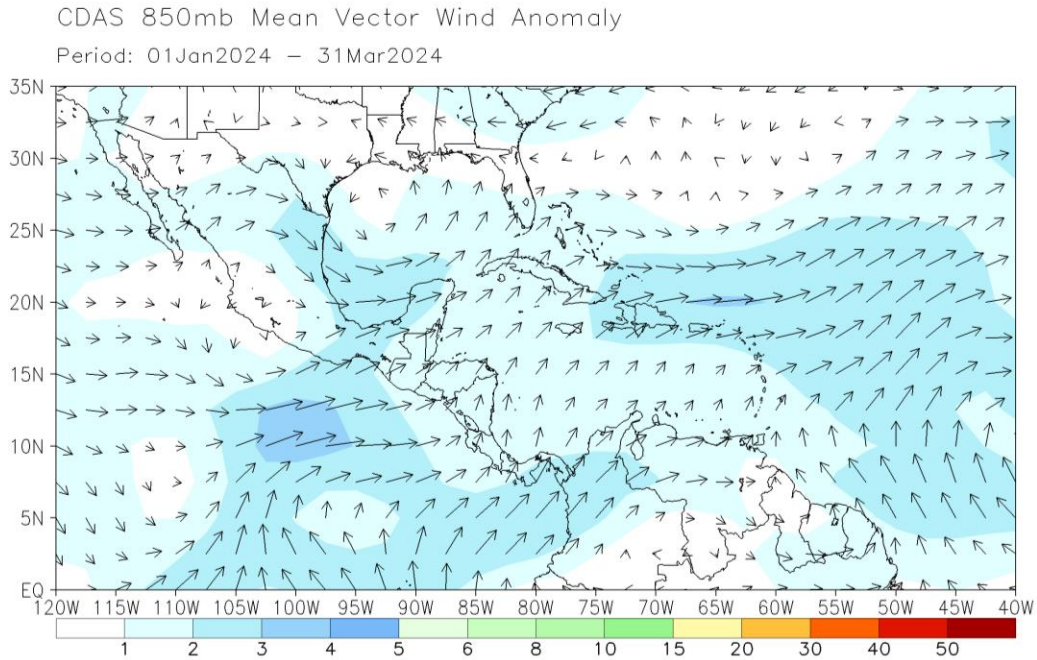 CDAS 850mb Mean Vector Wind Anomaly
Period: 01Jan2024 – 31Mar2024
35N
30N
25N
20N
15N
10N
5N
EQ
120W 115W 110W 105W 100W 95W 90W 85W 80W 75W 70W 65W 60W 55W 50W 45W 40W
1 2 3 4 5 6 8 10 15 20 30 40 50